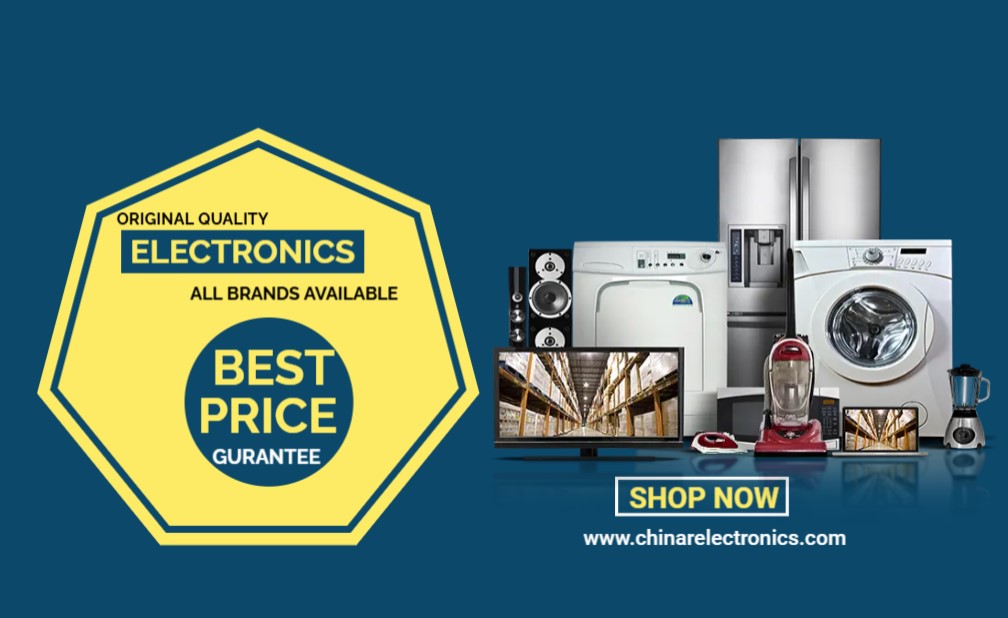 ORIGINAL QUALITY
ELECTRONICS
ALL BRANDS AVAILABLE
BEST
PRICE
GURANTEE
SHOP NOW
www.chinarelectronics.com